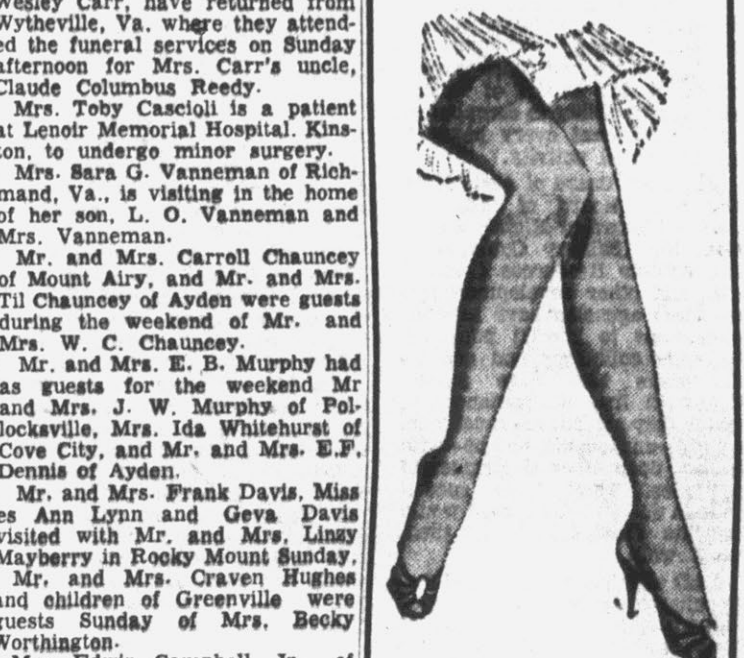 Wesley Carr, have returned from
Wytheville, Va. where they attend-
ed the funeral services on Sunday
afternoon for Mrs. Carr's uncle,
Claude Columbus Reedy.
Mrs. Toby Cascioli is a patient
at Lenoir Memorial Hospital. Kins-
ton, to undergo minor surgery.
Mrs. Sara G. Vanneman of Rich-
mand, Va., is visiting in the home
of her son, L. O. Vanneman and
Mrs. Vanneman.
Mr. and Mrs. Carroll Chauncey
of Mount Airy, and Mr. and Mrs.
Til Chauncey of Ayden were guests
during the weekend of Mr. and
Mrs. W. C. Chauncey.
Mr. and Mrs. E. B. Murphy had
as guests for the weekend Mr
and Mrs. J. W. Murphy of Pol-
locksville, Mrs. Ida Whitehurst of
Cove City, and Mr. and Mrs. E.F.
Dennis of Ayden.
Mr. and Mrs. Frank Davis, Miss
es Ann Lynn and Geva Davis
visited with Mr. and Mrs. Linzy
Mayberry in Rocky Mount Sunday.
Mr. and Mrs. Craven Hughes
and children of Greenville were
guests Sunday of Mrs. Becky
Worthington.
Edwin Campbell Jr. of